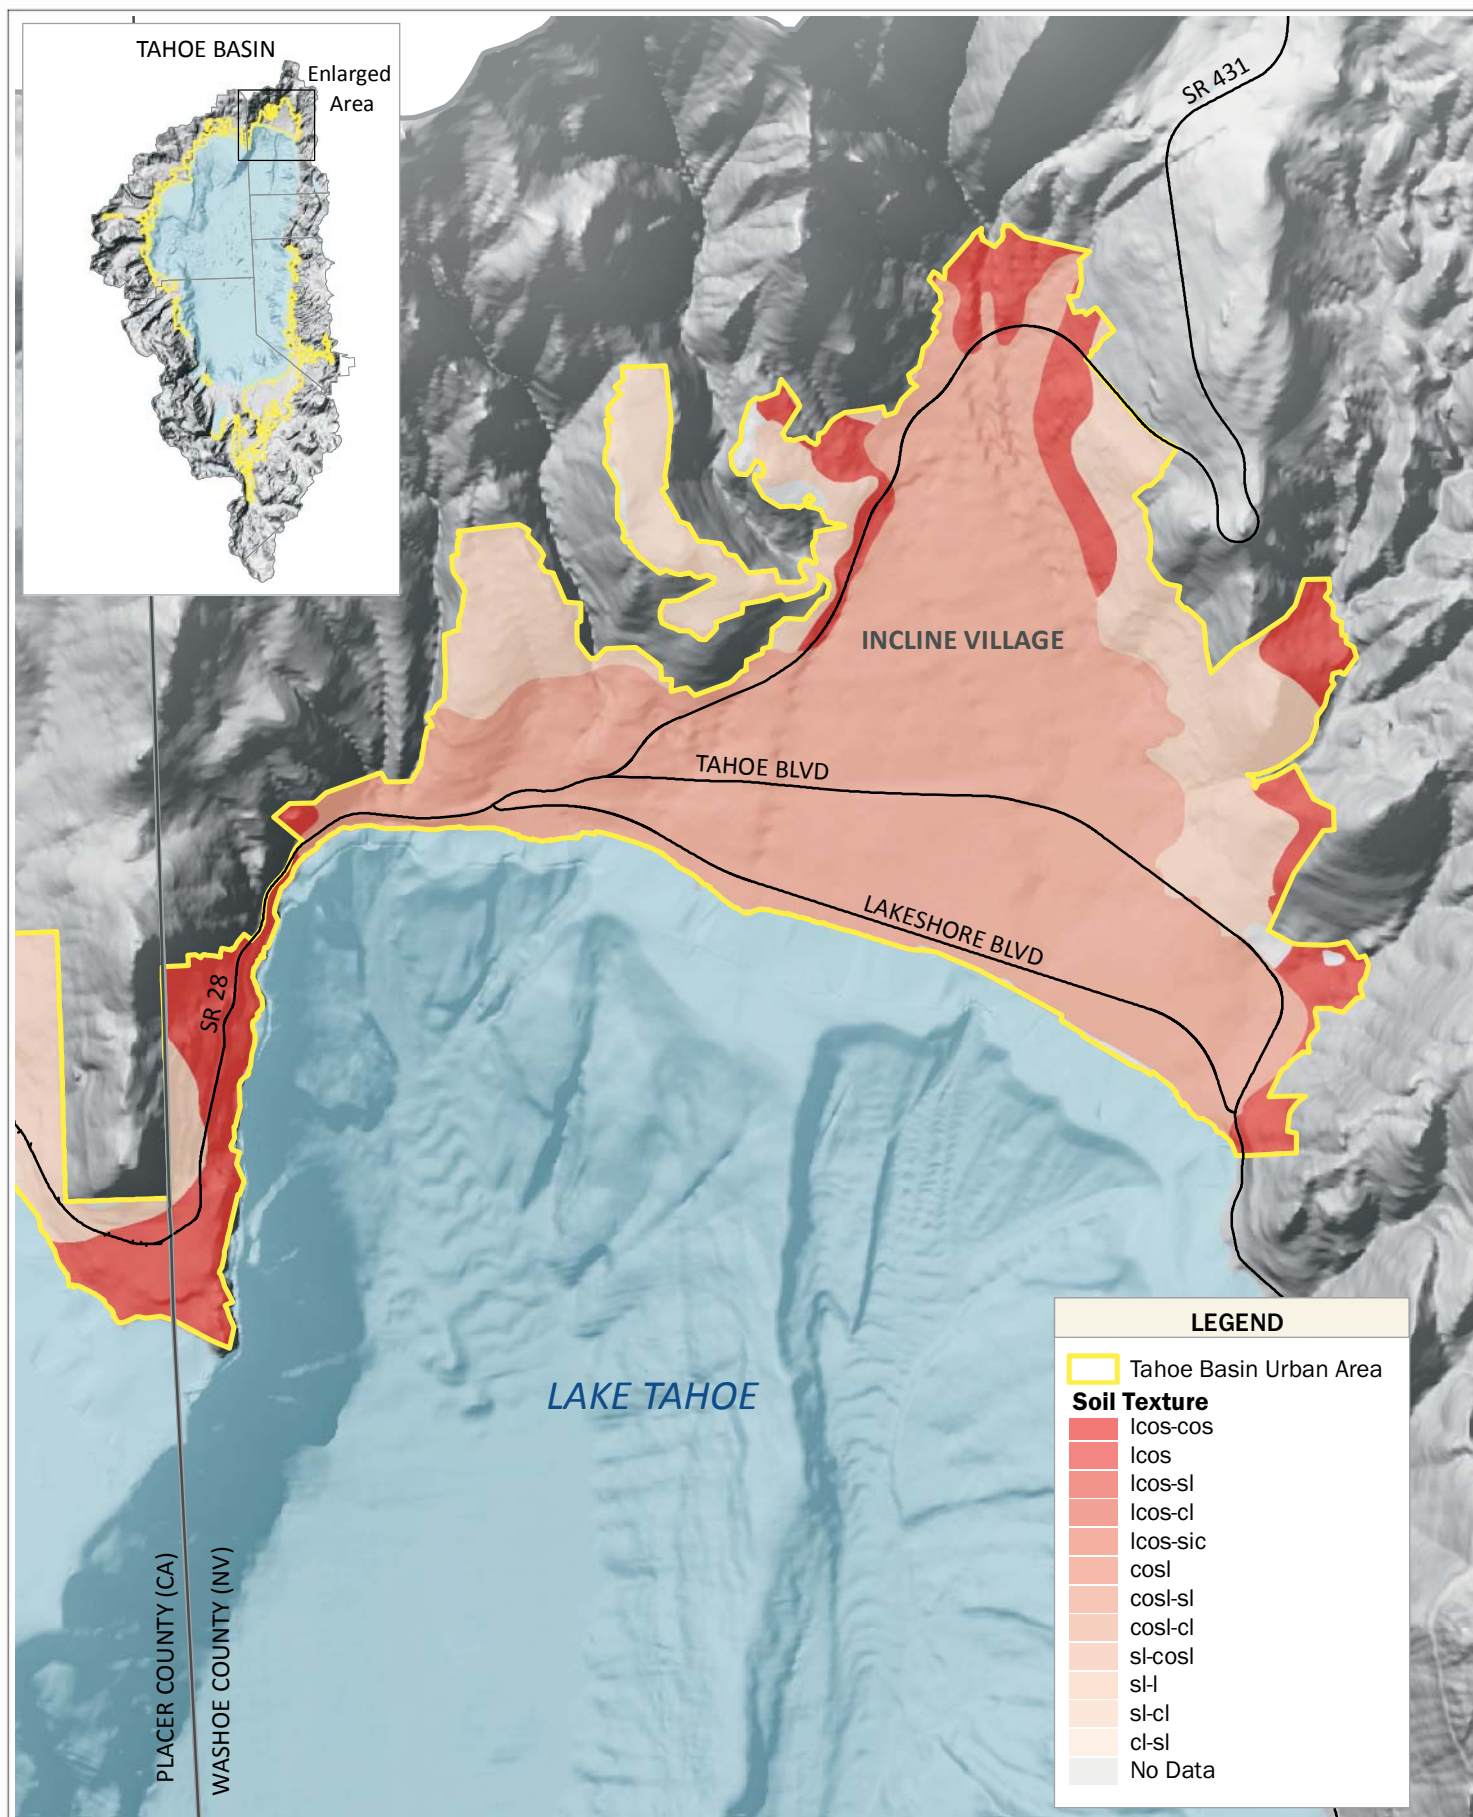 TAHOE BASIN
Enlarged
Area
SR 431
INCLINE VILLAGE
TAHOE BLVD
LAKESHORE BLVD
SR 28
LAKE TAHOE
PLACER COUNTY (CA)
WASHOE COUNTY (NV)
LEGEND
Tahoe Basin Urban Area
Soil Texture
lcos-cos
lcos
lcos-sl
lcos-cl
lcos-sic
cosl
cosl-sl
cosl-cl
sl-cosl
sl-l
sl-cl
cl-sl
No Data